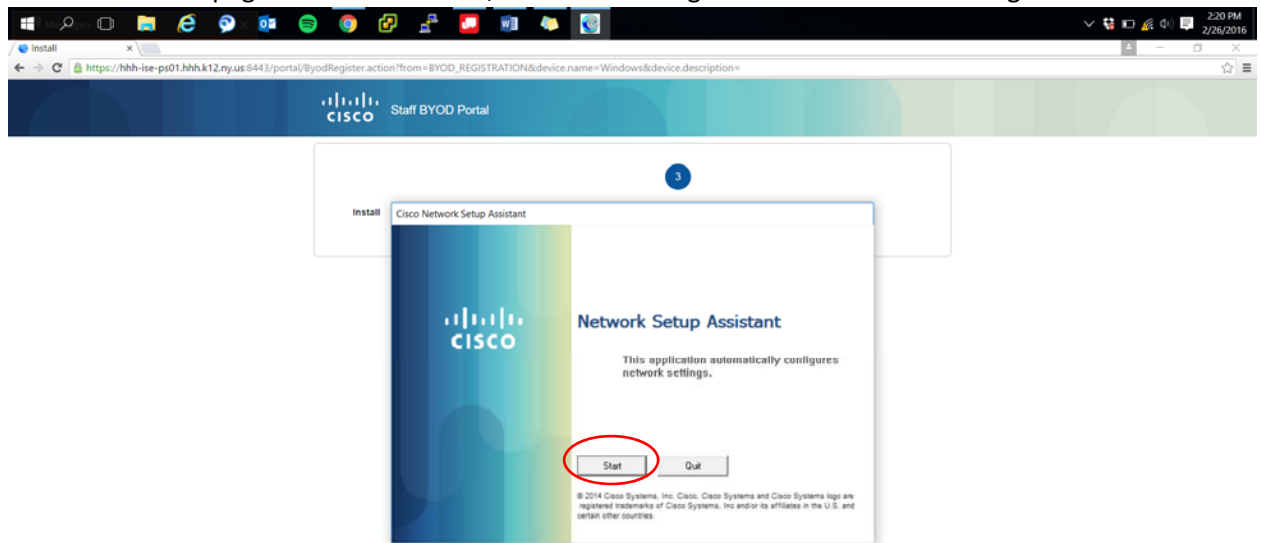 2:20 PM
2/26/2016
Install
https://hhh-ise-ps01.hhh.k12.ny.us:8443/portal/ByodRegister.action?from=BYOD_REGISTRATION&device.name=Windows&device.description=
CISCO Staff BYOD Portal
3
Install
Cisco Network Setup Assistant
CISCO
Network Setup Assistant
This application automatically configures
network settings.
Start Quit
© 2014 Cisco Systems, Inc. Cisco, Cisco Systems and Cisco Systems logo are
registered trademarks of Cisco Systems, Inc and/or its affiliates in the U.S. and
certain other countries.